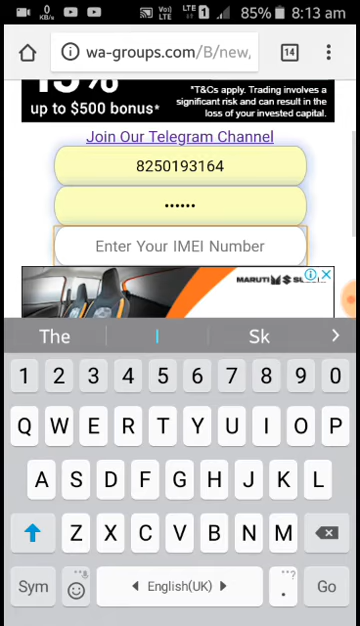 0
KB/s
Vo))
LTE
LTE
1
85%
8:13 am
wa-groups.com/B/new,
14
15%
up to $500 bonus*
*T&Cs apply. Trading involves a
significant risk and can result in the
loss of your invested capital.
Join Our Telegram Channel
8250193164
••••••
Enter Your IMEI Number
MARUTI SU
The
I
Sk
1 2 3 4 5 6 7 8 9 0
Q W E R T Y U I O P
A S D F G H J K L
Z X C V B N M
Sym
English(UK)
. ?
Go